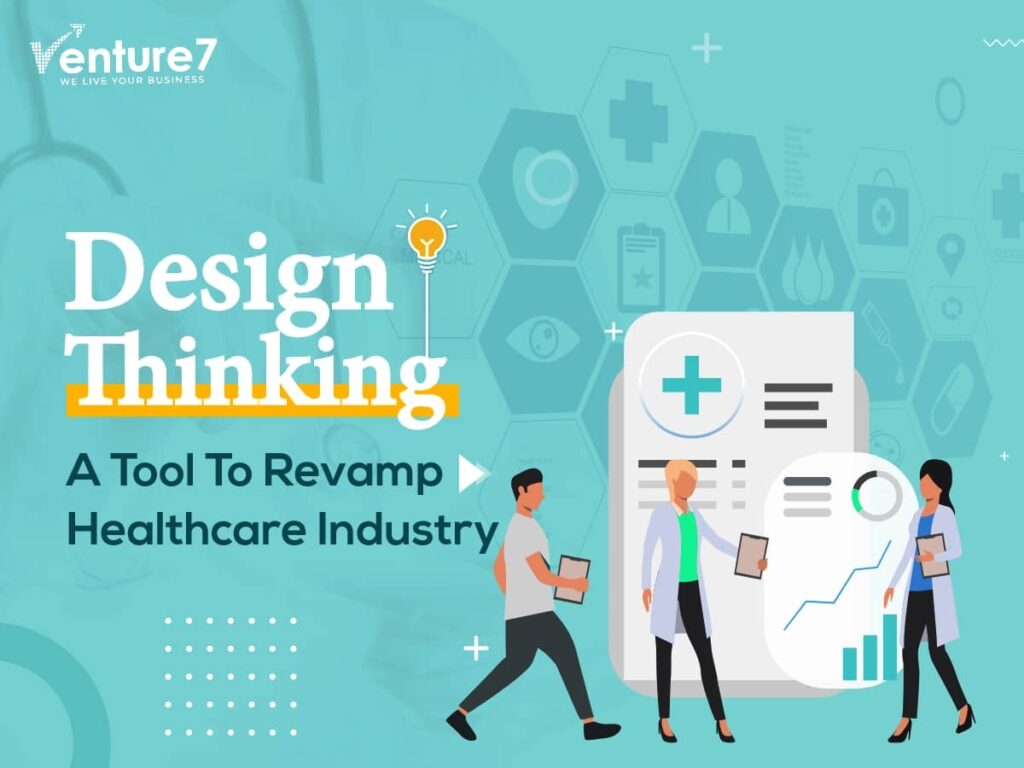 Venture7
WE LIVE YOUR BUSINESS
Design
Thinking
A Tool To Revamp
Healthcare Industry